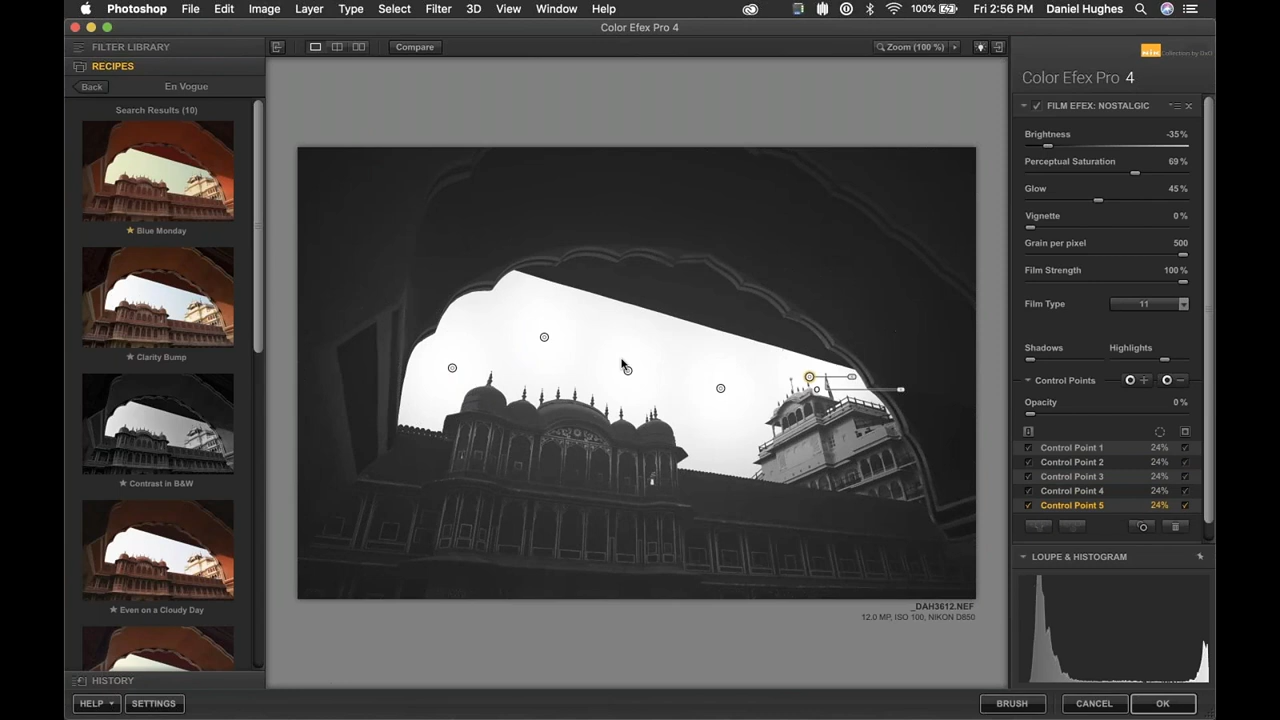 Photoshop File Edit Image Layer Type Select Filter 3D View Window Help 100% Fri 2:56 PM Daniel Hughes
Color Efex Pro 4
FILTER LIBRARY
Compare
Zoom (100 %)
RECIPES
Back
En Vogue
Search Results (10)
Blue Monday
Clarity Bump
Contrast in B&W
Even on a Cloudy Day
HISTORY
HELP
SETTINGS
_DAH3612.NEF
12.0 MP, ISO 100, NIKON D850
Nik Collection by DxO
Color Efex Pro 4
FILM EFEX: NOSTALGIC
Brightness -35%
Perceptual Saturation 69 %
Glow 45 %
Vignette 0 %
Grain per pixel 500
Film Strength 100 %
Film Type 11
Shadows Highlights
Control Points
Opacity 0 %
Control Point 1 24%
Control Point 2 24%
Control Point 3 24%
Control Point 4 24%
Control Point 5 24%
LOUPE & HISTOGRAM
BRUSH
CANCEL
OK